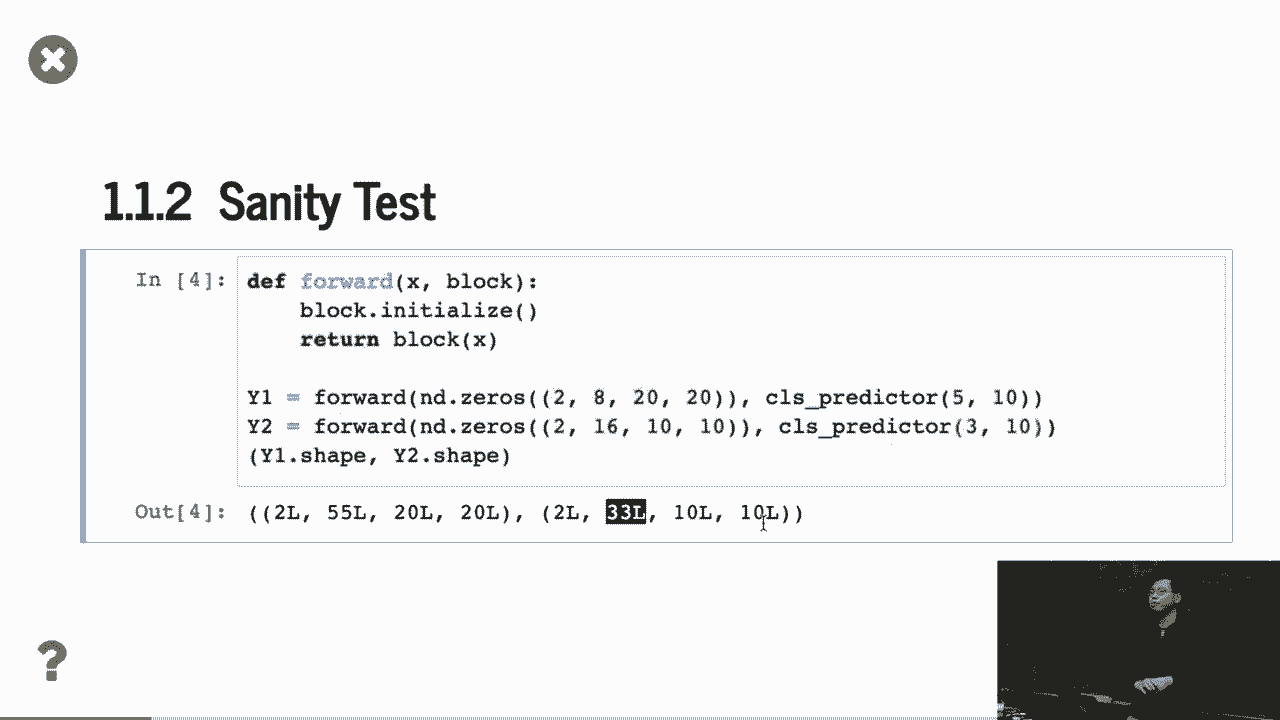 1.1.2 Sanity Test
In [4]:
def forward(x, block):
    block.initialize()
    return block(x)
Y1 = forward(nd.zeros((2, 8, 20, 20)), cls_predictor(5, 10))
Y2 = forward(nd.zeros((2, 16, 10, 10)), cls_predictor(3, 10))
(Y1.shape, Y2.shape)
Out[4]: ((2L, 55L, 20L, 20L), (2L, 33L, 10L, 10L))
?